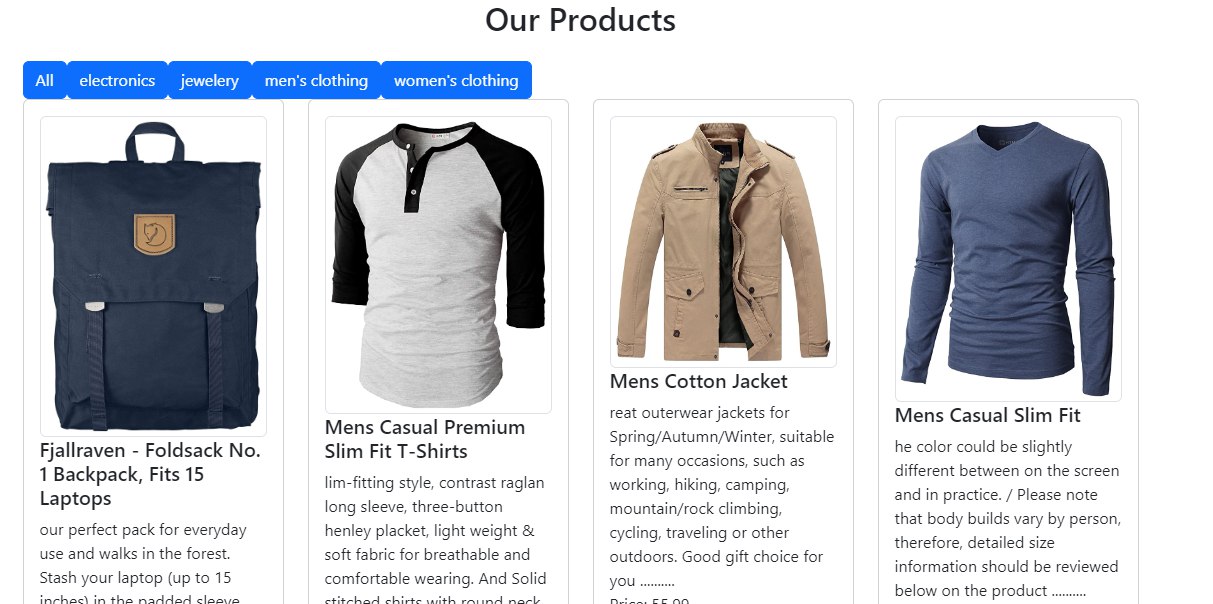 Our Products
All
electronics
jewelery
men's clothing
women's clothing
Fjallraven - Foldsack No.
1 Backpack, Fits 15
Laptops
our perfect pack for everyday
use and walks in the forest.
Stash your laptop (up to 15
inches) in the padded sleeve,
Mens Casual Premium
Slim Fit T-Shirts
lim-fitting style, contrast raglan
long sleeve, three-button
henley placket, light weight &
soft fabric for breathable and
comfortable wearing. And Solid
stitched shirts with round neck
Mens Cotton Jacket
reat outerwear jackets for
Spring/Autumn/Winter, suitable
for many occasions, such as
working, hiking, camping,
mountain/rock climbing,
cycling, traveling or other
outdoors. Good gift choice for
you ..........
Price: 55.99
Mens Casual Slim Fit
he color could be slightly
different between on the screen
and in practice. / Please note
that body builds vary by person,
therefore, detailed size
information should be reviewed
below on the product ..........